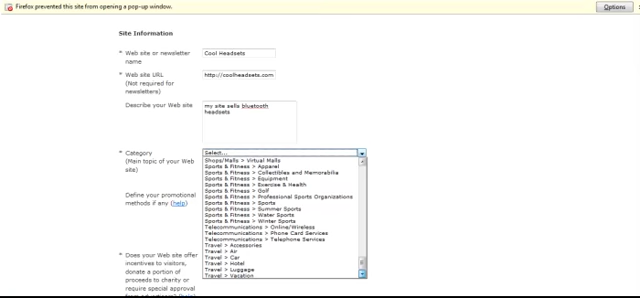 Firefox prevented this site from opening a pop-up window.
Options
Site Information
* Web site or newsletter name
Cool Headsets
* Web site URL
(Not required for newsletters)
http://coolheadsets.com
Describe your Web site
my site sells bluetooth
headsets
* Category
(Main topic of your Web site)
Select...
Shops/Malls > Virtual Malls
Sports & Fitness > Apparel
Sports & Fitness > Collectibles and Memorabilia
Sports & Fitness > Equipment
Sports & Fitness > Exercise & Health
Sports & Fitness > Golf
Sports & Fitness > Professional Sports Organizations
Sports & Fitness > Sports
Sports & Fitness > Summer Sports
Sports & Fitness > Water Sports
Sports & Fitness > Winter Sports
Telecommunications > Online/Wireless
Telecommunications > Phone Card Services
Telecommunications > Telephone Services
Travel > Accessories
Travel > Air
Travel > Car
Travel > Hotel
Travel > Luggage
Travel > Vacation
Define your promotional
methods if any (help)
* Does your Web site offer
incentives to visitors,
donate a portion of
proceeds to charity or
require special approval